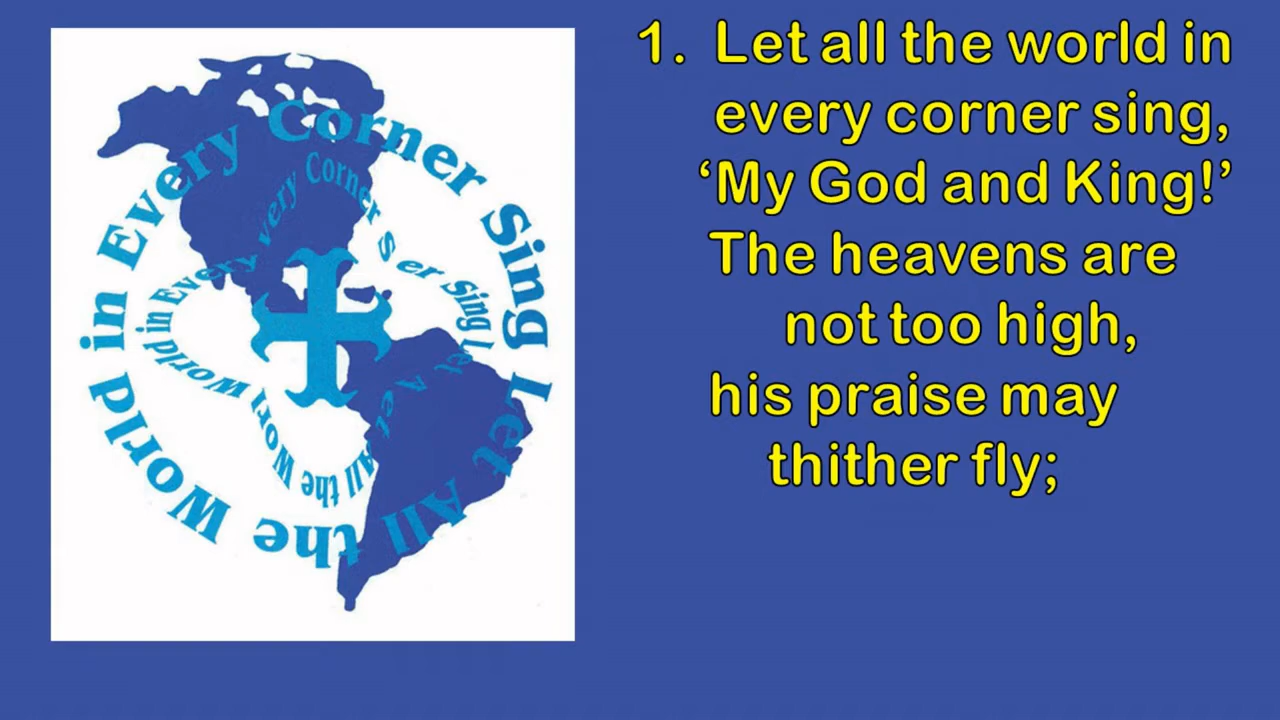 Let All the World in Every Corner Sing
1. Let all the world in
every corner sing,
‘My God and King!’
The heavens are
not too high,
his praise may
thither fly;